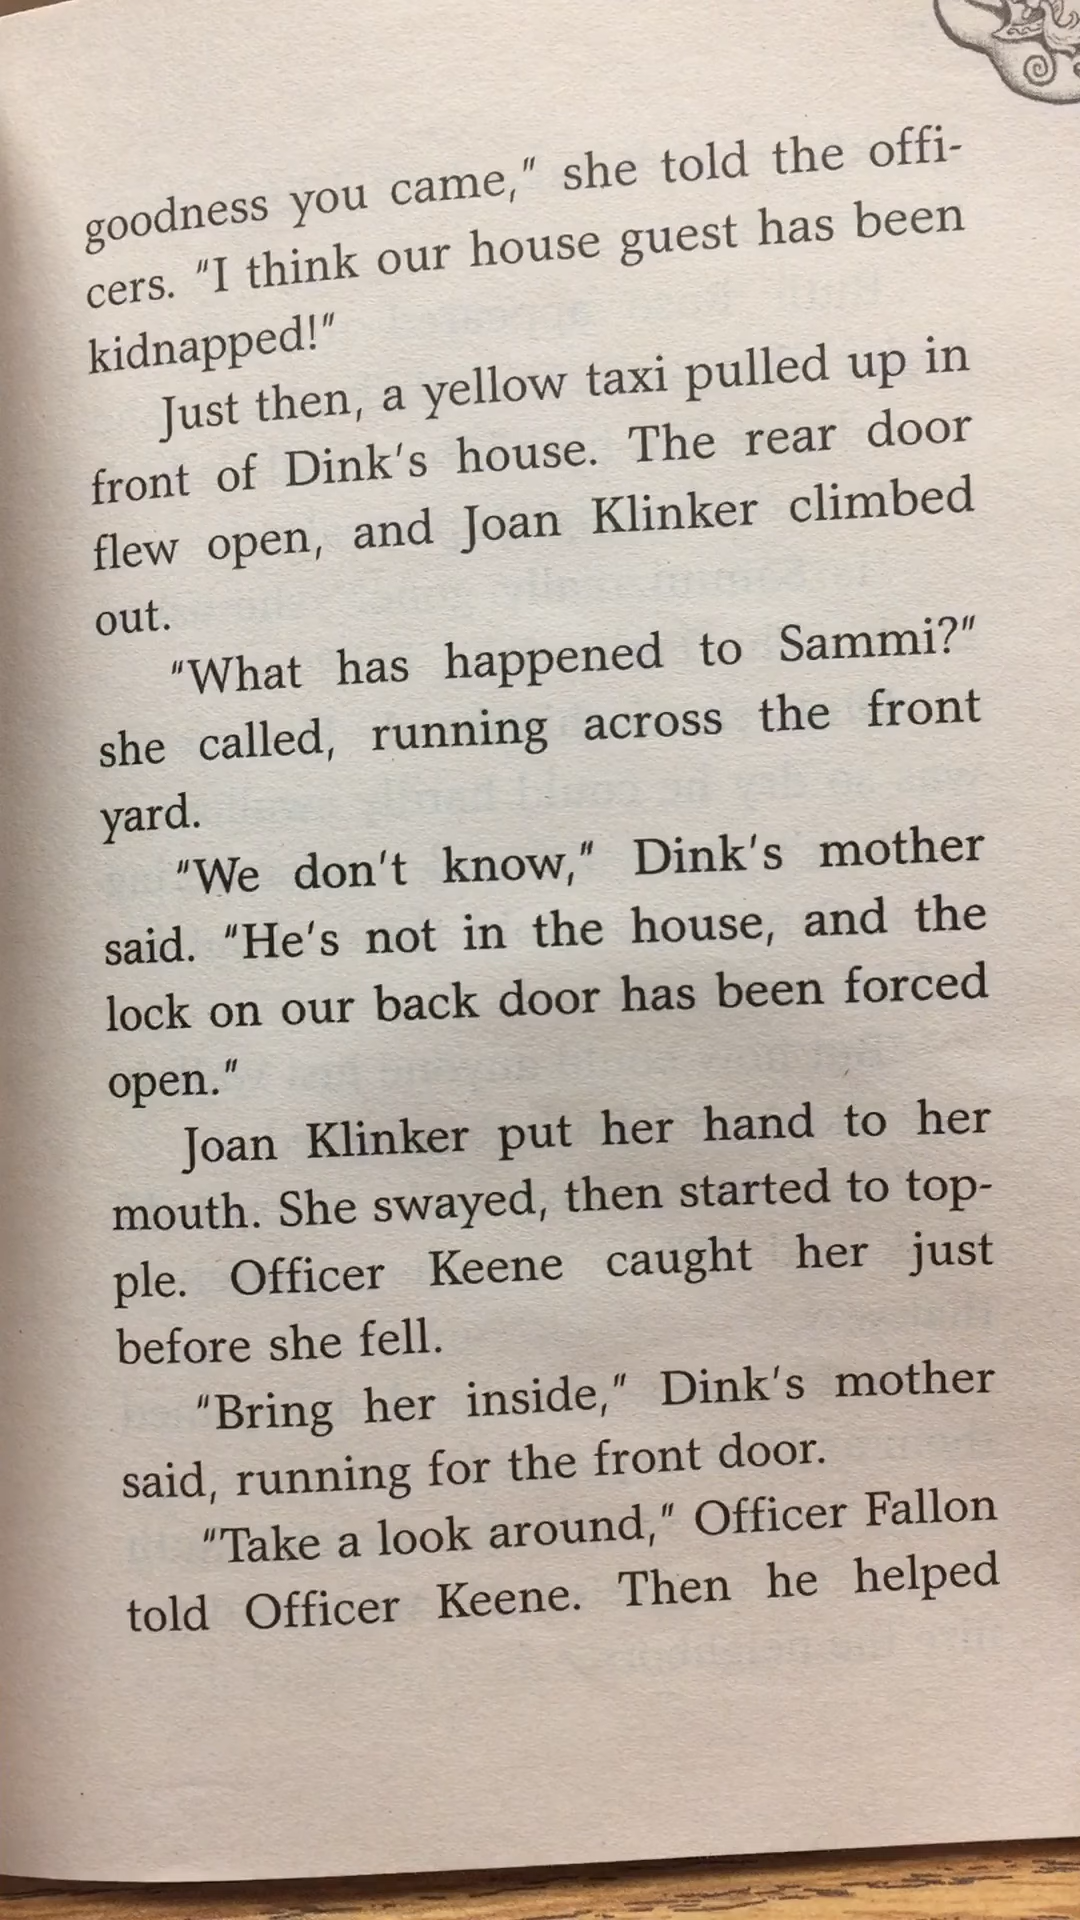 goodness you came," she told the offi-
cers. "I think our house guest has been
kidnapped!"
Just then, a yellow taxi pulled up in
front of Dink's house. The rear door
flew open, and Joan Klinker climbed
out.
"What has happened to Sammi?"
she called, running across the front
yard.
"We don't know," Dink's mother
said. "He's not in the house, and the
lock on our back door has been forced
open."
Joan Klinker put her hand to her
mouth. She swayed, then started to top-
ple. Officer Keene caught her just
before she fell.
"Bring her inside," Dink's mother
said, running for the front door.
"Take a look around," Officer Fallon
told Officer Keene. Then he helped